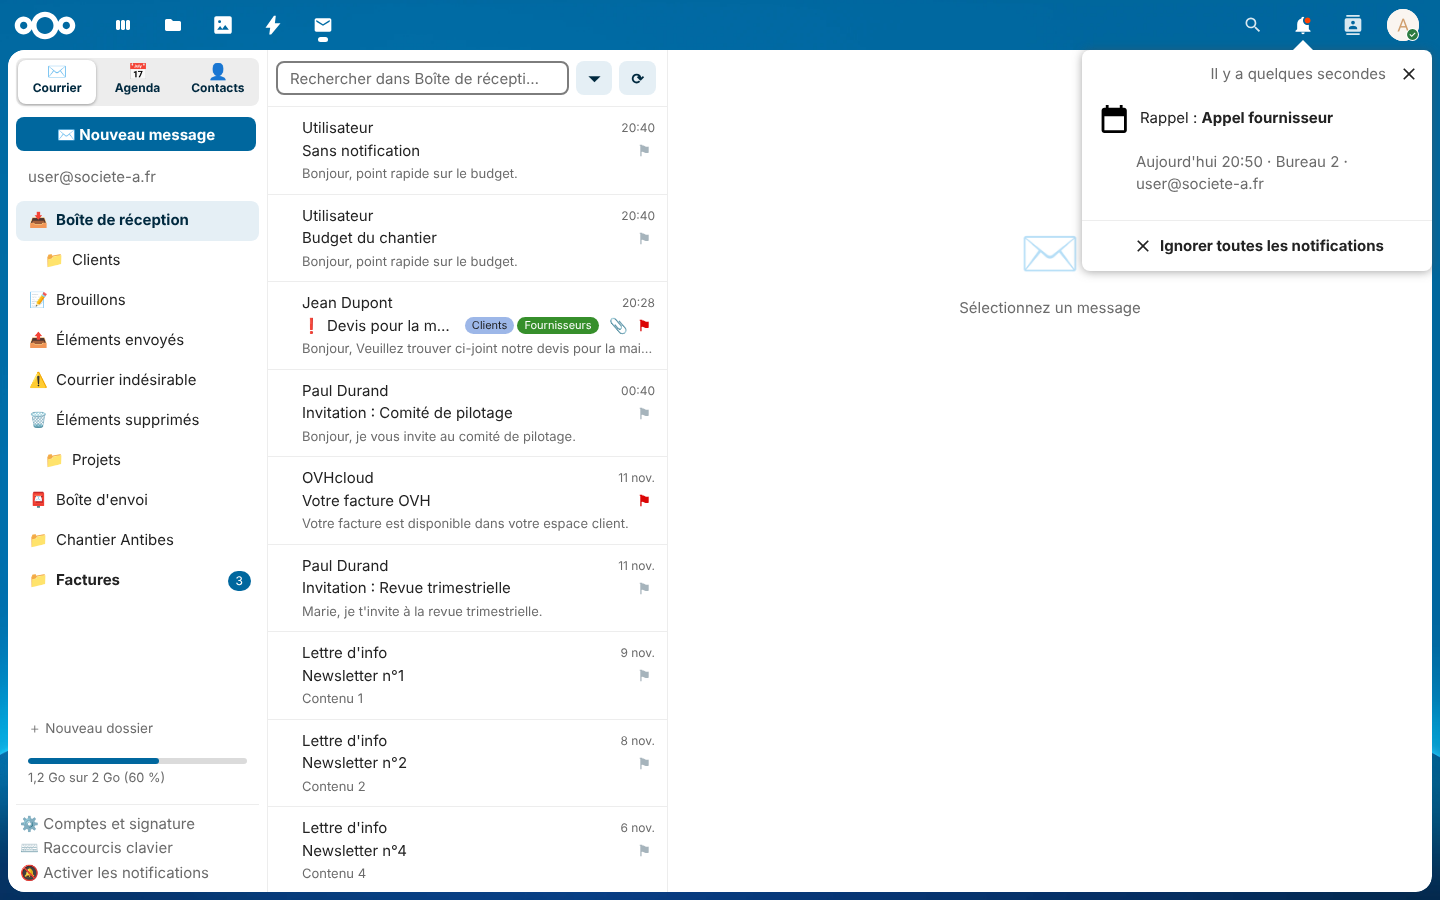 A
Courrier
Agenda
Contacts
Nouveau message
user@societe-a.fr
Boîte de réception
Clients
Brouillons
Éléments envoyés
Courrier indésirable
Éléments supprimés
Projets
Boîte d'envoi
Chantier Antibes
Factures 3
+ Nouveau dossier
1,2 Go sur 2 Go (60 %)
Comptes et signature
Raccourcis clavier
Activer les notifications
Rechercher dans Boîte de récepti...
Utilisateur 20:40
Sans notification
Bonjour, point rapide sur le budget.
Utilisateur 20:40
Budget du chantier
Bonjour, point rapide sur le budget.
Jean Dupont 20:28
Devis pour la m... Clients Fournisseurs
Bonjour, Veuillez trouver ci-joint notre devis pour la mai...
Paul Durand 00:40
Invitation : Comité de pilotage
Bonjour, je vous invite au comité de pilotage.
OVHcloud 11 nov.
Votre facture OVH
Votre facture est disponible dans votre espace client.
Paul Durand 11 nov.
Invitation : Revue trimestrielle
Marie, je t'invite à la revue trimestrielle.
Lettre d'info 9 nov.
Newsletter n°1
Contenu 1
Lettre d'info 8 nov.
Newsletter n°2
Contenu 2
Lettre d'info 6 nov.
Newsletter n°4
Contenu 4
Sélectionnez un message
Il y a quelques secondes
Rappel : Appel fournisseur
Aujourd'hui 20:50 · Bureau 2 ·
user@societe-a.fr
Ignorer toutes les notifications